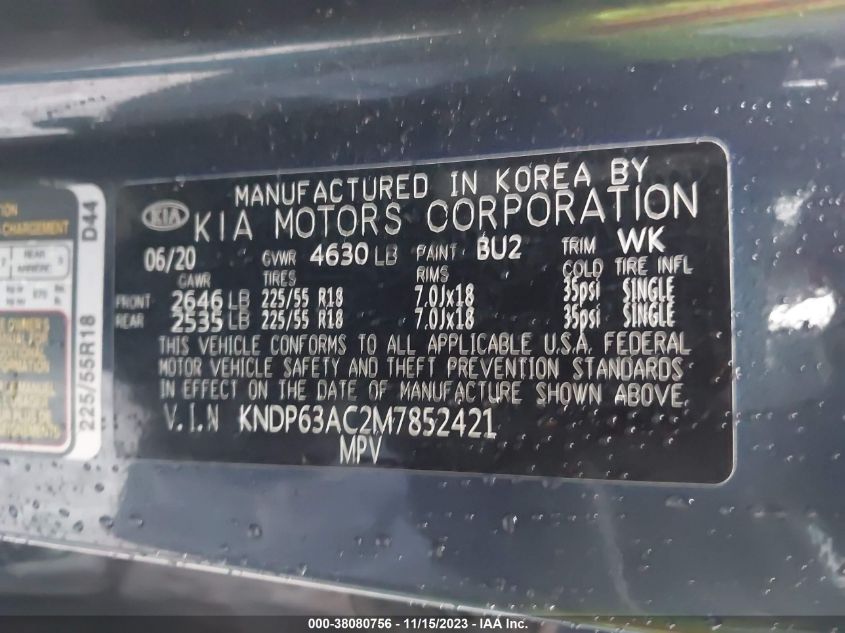 MANUFACTURED IN KOREA BY
KIA KIA MOTORS CORPORATION
06/20 GVWR 4630 LB PAINT BU2 TRIM WK
GAWR TIRES RIMS COLD TIRE INFL
FRONT 2646 LB 225/55 R18 7.0Jx18 35psi SINGLE
REAR 2535 LB 225/55 R18 7.0Jx18 35psi SINGLE
THIS VEHICLE CONFORMS TO ALL APPLICABLE U.S.A. FEDERAL
MOTOR VEHICLE SAFETY AND THEFT PREVENTION STANDARDS
IN EFFECT ON THE DATE OF MANUFACTURE SHOWN ABOVE.
V.I.N KNDP63AC2M7852421
MPV
225/55R18 D44
CHARGEMENT
REAR
000-38080756 - 11/15/2023 - IAA Inc.